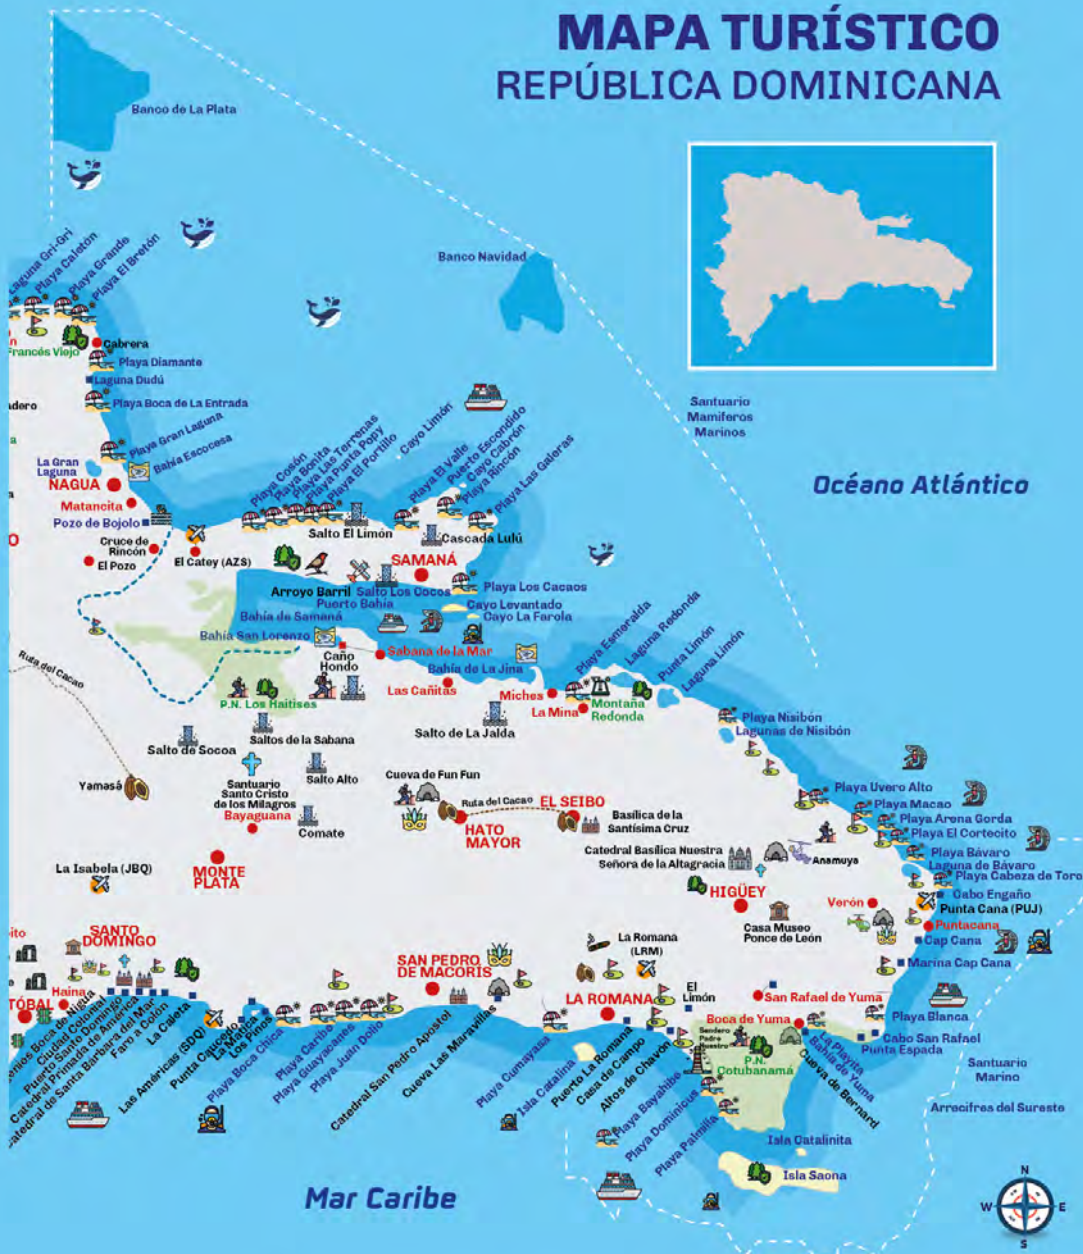 MAPA TURÍSTICO
REPÚBLICA DOMINICANA
Banco de La Plata
Banco Navidad
Santuario
Mamiferos
Marinos
Océano Atlántico
Laguna Gri-Gri
Playa Caletón
Playa Grande
Playa El Bretón
Francés Viejo
Cabrera
Playa Diamante
Laguna Dudú
Playa Boca de La Entrada
Playa Gran Laguna
Bahía Escocesa
La Gran
Laguna
NAGUA
Matancita
Pozo de Bojolo
Cruce de
Rincón
El Pozo
El Catey (AZS)
Playa Cosón
Playa Bonita
Playa Las Terrenas
Playa Punta Popy
Playa El Portillo
Cayo Limón
Playa El Valle
Puerto Escondido
Cayo Cabrón
Playa Rincón
Playa Las Galeras
Salto El Limón
Cascada Lulú
SAMANÁ
Arroyo Barril
Salto Los Cocos
Playa Los Cacaos
Puerto Bahía
Cayo Levantado
Bahía de Samaná
Cayo La Farola
Bahía San Lorenzo
Caño
Hondo
Sabana de la Mar
Bahía de La Jina
Las Cañitas
Miches
La Mina
Playa Esmeralda
Laguna Redonda
Punta Limón
Laguna Limón
Montaña
Redonda
P.N. Los Haitises
Ruta del Cacao
Salto de Socoa
Saltos de la Sabana
Salto de La Jalda
Playa Nisibón
Lagunas de Nisibón
Yamasá
Santuario
Santo Cristo
de los Milagros
Bayaguana
Salto Alto
Comate
Cueva de Fun Fun
Ruta del Cacao
EL SEIBO
HATO
MAYOR
Basílica de la
Santísima Cruz
Playa Uvero Alto
Playa Macao
Playa Arena Gorda
Playa El Cortecito
Playa Bávaro
Laguna de Bávaro
Playa Cabeza de Toro
Cabo Engaño
Punta Cana (PUJ)
Puntacana
Cap Cana
Marina Cap Cana
Catedral Basílica Nuestra
Señora de la Altagracia
Anamuya
HIGÜEY
Verón
Casa Museo
Ponce de León
La Isabela (JBQ)
MONTE
PLATA
SANTO
DOMINGO
Haina
SAN PEDRO
DE MACORÍS
La Romana
(LRM)
LA ROMANA
El
Limón
San Rafael de Yuma
Boca de Yuma
Playa Blanca
Cabo San Rafael
Punta Espada
Sendero
Padre
Nuestro
P.N.
Cotubanamá
La Playita
Bahía de Yuma
Cueva de Bernard
Ciudad Colonial
Puerto Santo Domingo
Catedral Primada de América
Catedral de Santa Bárbara del Mar
Faro a Colón
La Caleta
Las Américas (SDQ)
Punta Caucedo
La Matica
Los Pinos
Playa Boca Chica
Playa Caribe
Playa Guayacanes
Playa Juan Dolio
Catedral San Pedro Apostol
Cueva Las Maravillas
Playa Cumayasa
Isla Catalina
Puerto La Romana
Casa de Campo
Altos de Chavón
Playa Bayahibe
Playa Dominicus
Playa Palmilla
Isla Catalinita
Isla Saona
Santuario
Marino
Arrecifes del Sureste
Mar Caribe
N
W
E
S